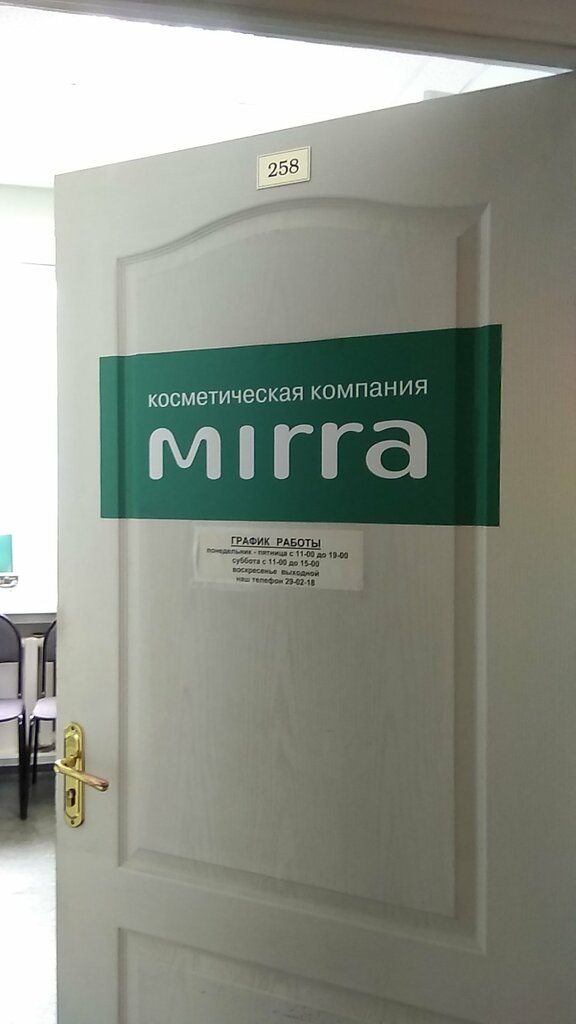 258
косметическая компания
mirra
ГРАФИК РАБОТЫ
понедельник - пятница с 11-00 до 19-00
суббота с 11-00 до 15-00
воскресенье выходной
наш телефон 29-02-18